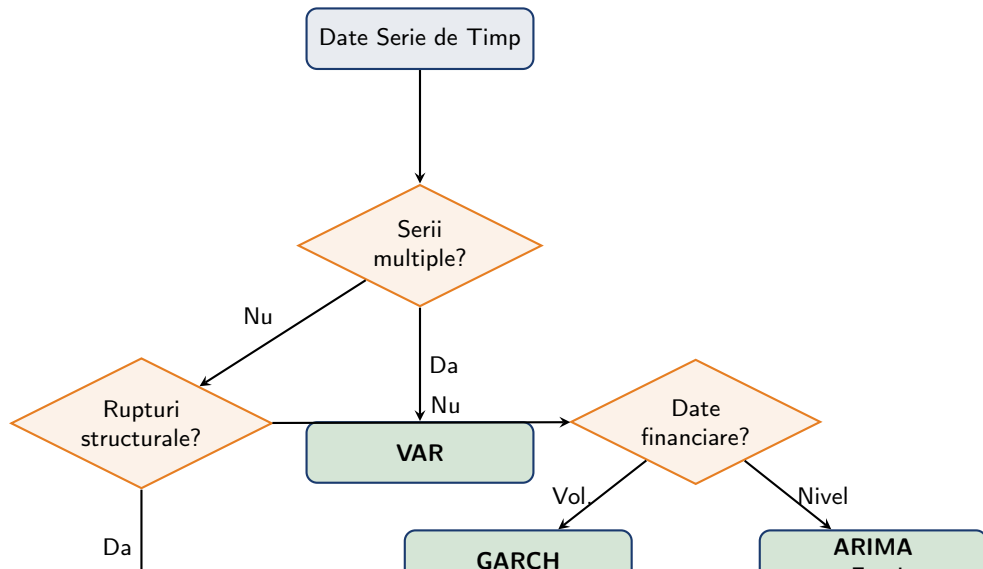 Date Serie de Timp
Serii
multiple?
Nu
Da
Rupturi
structurale?
Nu
Date
financiare?
VAR
Vol.
Nivel
Da
GARCH
ARIMA